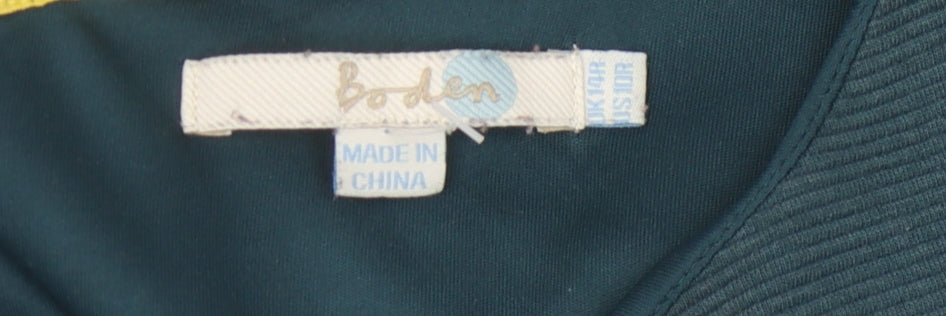 Boden
UK14R
US10R
MADE IN
CHINA